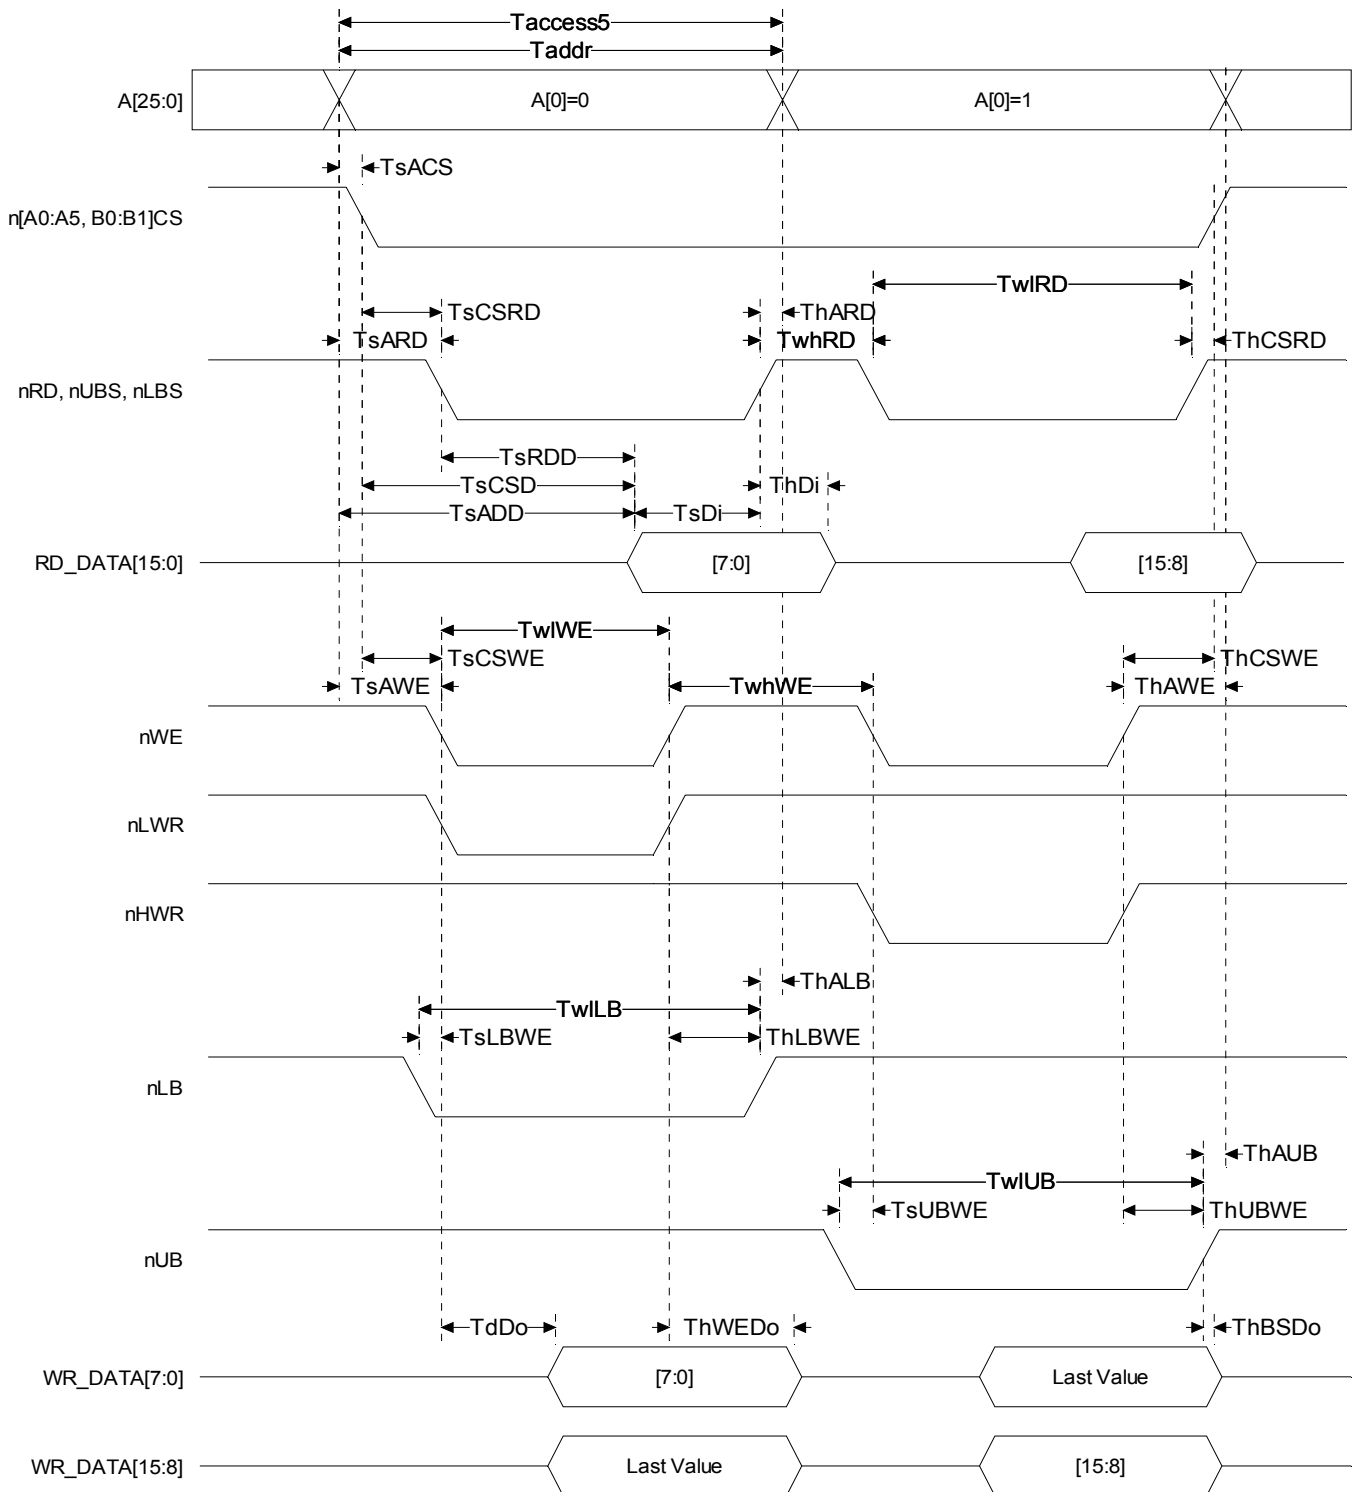 Taccess5
Taddr
A[25:0] A[0]=0 A[0]=1
TsACS
n[A0:A5, B0:B1]CS
TwlRD
TsCSRD ThARD
TsARD TwhRD ThCSRD
nRD, nUBS, nLBS
TsRDD
TsCSD ThDi
TsADD TsDi
RD_DATA[15:0] [7:0] [15:8]
TwlWE
TsCSWE ThCSWE
TsAWE TwhWE ThAWE
nWE
nLWR
nHWR
ThALB
TwlLB
TsLBWE ThLBWE
nLB
ThAUB
TwlUB
TsUBWE ThUBWE
nUB
TdDo ThWEDo ThBSDo
WR_DATA[7:0] [7:0] Last Value
WR_DATA[15:8] Last Value [15:8]